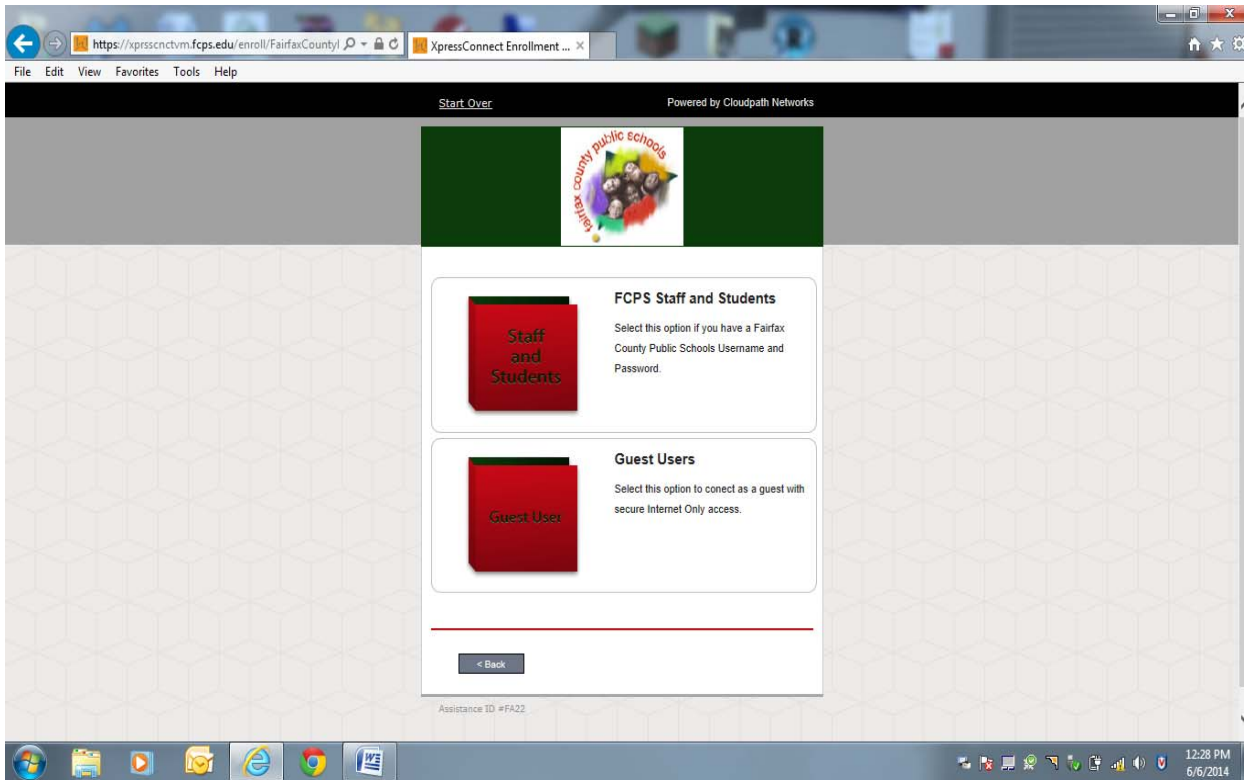 https://xprsscnctvm.fcps.edu/enroll/FairfaxCountyI
XpressConnect Enrollment ...
File Edit View Favorites Tools Help
Start Over
Powered by Cloudpath Networks
fairfax county public schools
Staff
and
Students
FCPS Staff and Students
Select this option if you have a Fairfax
County Public Schools Username and
Password.
Guest User
Guest Users
Select this option to conect as a guest with
secure Internet Only access.
< Back
Assistance ID #FA22
12:28 PM
6/6/2014